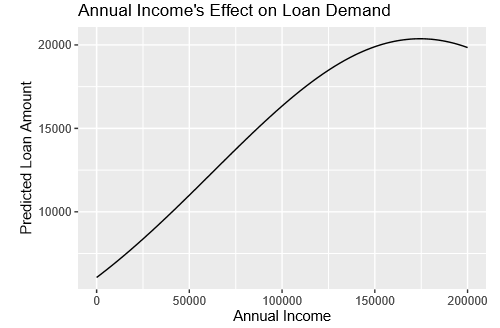 Annual Income's Effect on Loan Demand
Predicted Loan Amount
20000
15000
10000
0 50000 100000 150000 200000
Annual Income